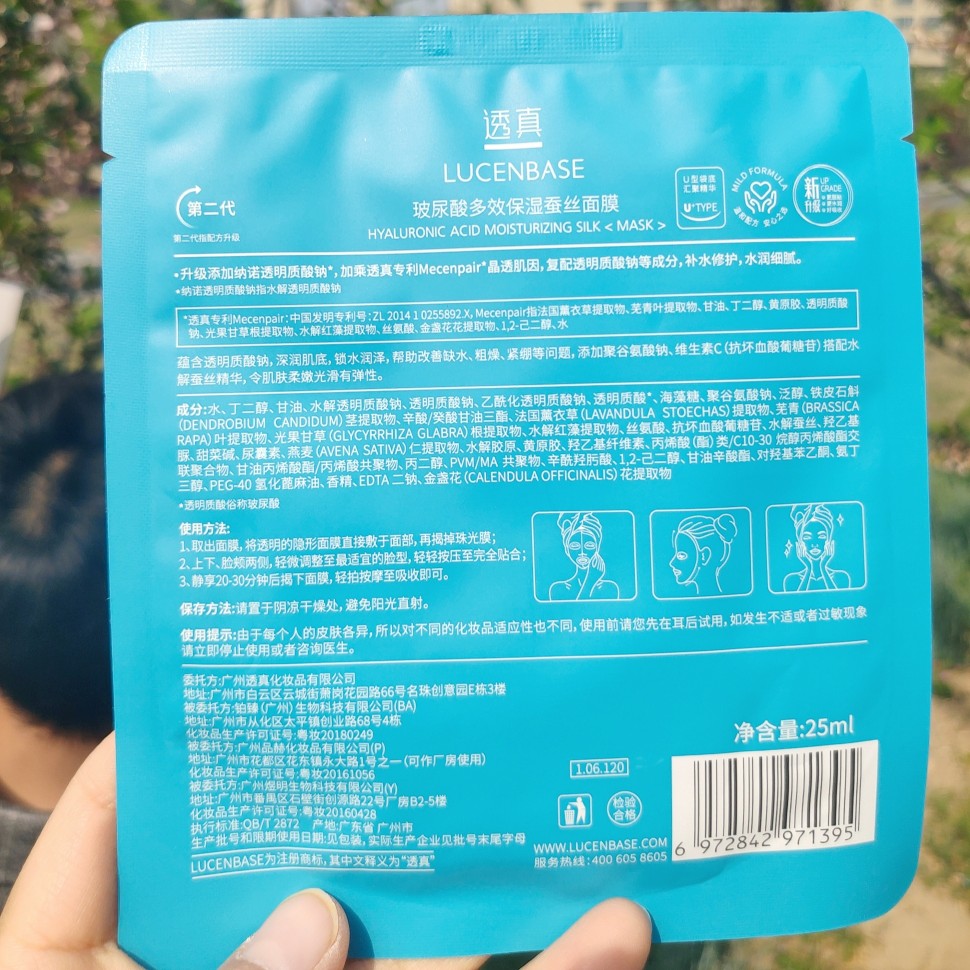 透真
LUCENBASE
第二代
第二代指配方升级
玻尿酸多效保湿蚕丝面膜
HYALURONIC ACID MOISTURIZING SILK < MASK >
U型袋底
汇聚精华
U+TYPE
MILD FORMULA
温和配方 安心之选
新升级
UP GRADE
•升级添加纳诺透明质酸钠*,加乘透真专利Mecenpair*晶透肌因,复配透明质酸钠等成分,补水修护,水润细腻。
*纳诺透明质酸钠指水解透明质酸钠
*透真专利Mecenpair:中国发明专利号:ZL 2014 1 0255892.X, Mecenpair指法国薰衣草提取物、芜青叶提取物、甘油、丁二醇、黄原胶、透明质酸
钠、光果甘草根提取物、水解红藻提取物、丝氨酸、金盏花花提取物、1,2-己二醇、水
蕴含透明质酸钠,深润肌底,锁水润泽,帮助改善缺水、粗燥、紧绷等问题,添加聚谷氨酸钠、维生素C(抗坏血酸葡糖苷)搭配水
解蚕丝精华,令肌肤柔嫩光滑有弹性。
成分:水、丁二醇、甘油、水解透明质酸钠、透明质酸钠、乙酰化透明质酸钠、透明质酸*、海藻糖、聚谷氨酸钠、泛醇、铁皮石斛
(DENDROBIUM CANDIDUM)茎提取物、辛酸/癸酸甘油三酯、法国薰衣草(LAVANDULA STOECHAS)提取物、芜青(BRASSICA
RAPA)叶提取物、光果甘草(GLYCYRRHIZA GLABRA)根提取物、水解红藻提取物、丝氨酸、抗坏血酸葡糖苷、水解蚕丝、羟乙基
脲、甜菜碱、尿囊素、燕麦(AVENA SATIVA)仁提取物、水解胶原、黄原胶、羟乙基纤维素、丙烯酸(酯)类/C10-30 烷醇丙烯酸酯交
联聚合物、甘油丙烯酸酯/丙烯酸共聚物、丙二醇、PVM/MA 共聚物、辛酰羟肟酸、1,2-己二醇、甘油辛酸酯、对羟基苯乙酮、氨丁
三醇、PEG-40 氢化蓖麻油、香精、EDTA 二钠、金盏花(CALENDULA OFFICINALIS)花提取物
*透明质酸俗称玻尿酸
使用方法:
1、取出面膜,将透明的隐形面膜直接敷于面部,再揭掉珠光膜;
2、上下、脸颊两侧,轻微调整至最适宜的脸型,轻轻按压至完全贴合;
3、静享20-30分钟后揭下面膜,轻拍按摩至吸收即可。
保存方法:请置于阴凉干燥处,避免阳光直射。
使用提示:由于每个人的皮肤各异,所以对不同的化妆品适应性也不同,使用前请您先在耳后试用,如发生不适或者过敏现象
请立即停止使用或者咨询医生。
委托方:广州透真化妆品有限公司
地址:广州市白云区云城街萧岗花园路66号名珠创意园E栋3楼
被委托方:铂臻(广州)生物科技有限公司(BA)
地址:广州市从化区太平镇创业路68号4栋
化妆品生产许可证号:粤妆20180249
被委托方:广州品赫化妆品有限公司(P)
地址:广州市花都区花东镇永大路1号之一(可作厂房使用)
化妆品生产许可证号:粤妆20161056
被委托方:广州煜明生物科技有限公司(Y)
地址:广州市番禺区石壁街创源路22号厂房B2-5楼
化妆品生产许可证号:粤妆20160428
执行标准:QB/T 2872 产地:广东省 广州市
生产批号和限期使用日期:见包装,实际生产企业见批号末尾字母
LUCENBASE为注册商标,其中文释义为"透真"
净含量:25ml
1.06.120
检验
合格
WWW.LUCENBASE.COM
服务热线:400 605 8605
6 972842 971395